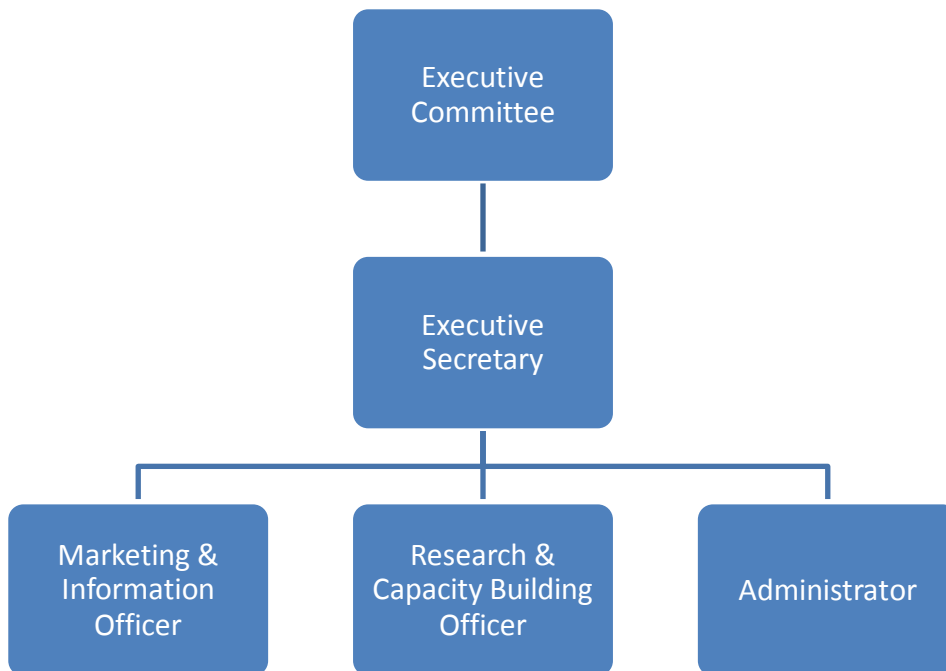 Executive
Committee
Executive
Secretary
Marketing &
Information
Officer
Research &
Capacity Building
Officer
Administrator